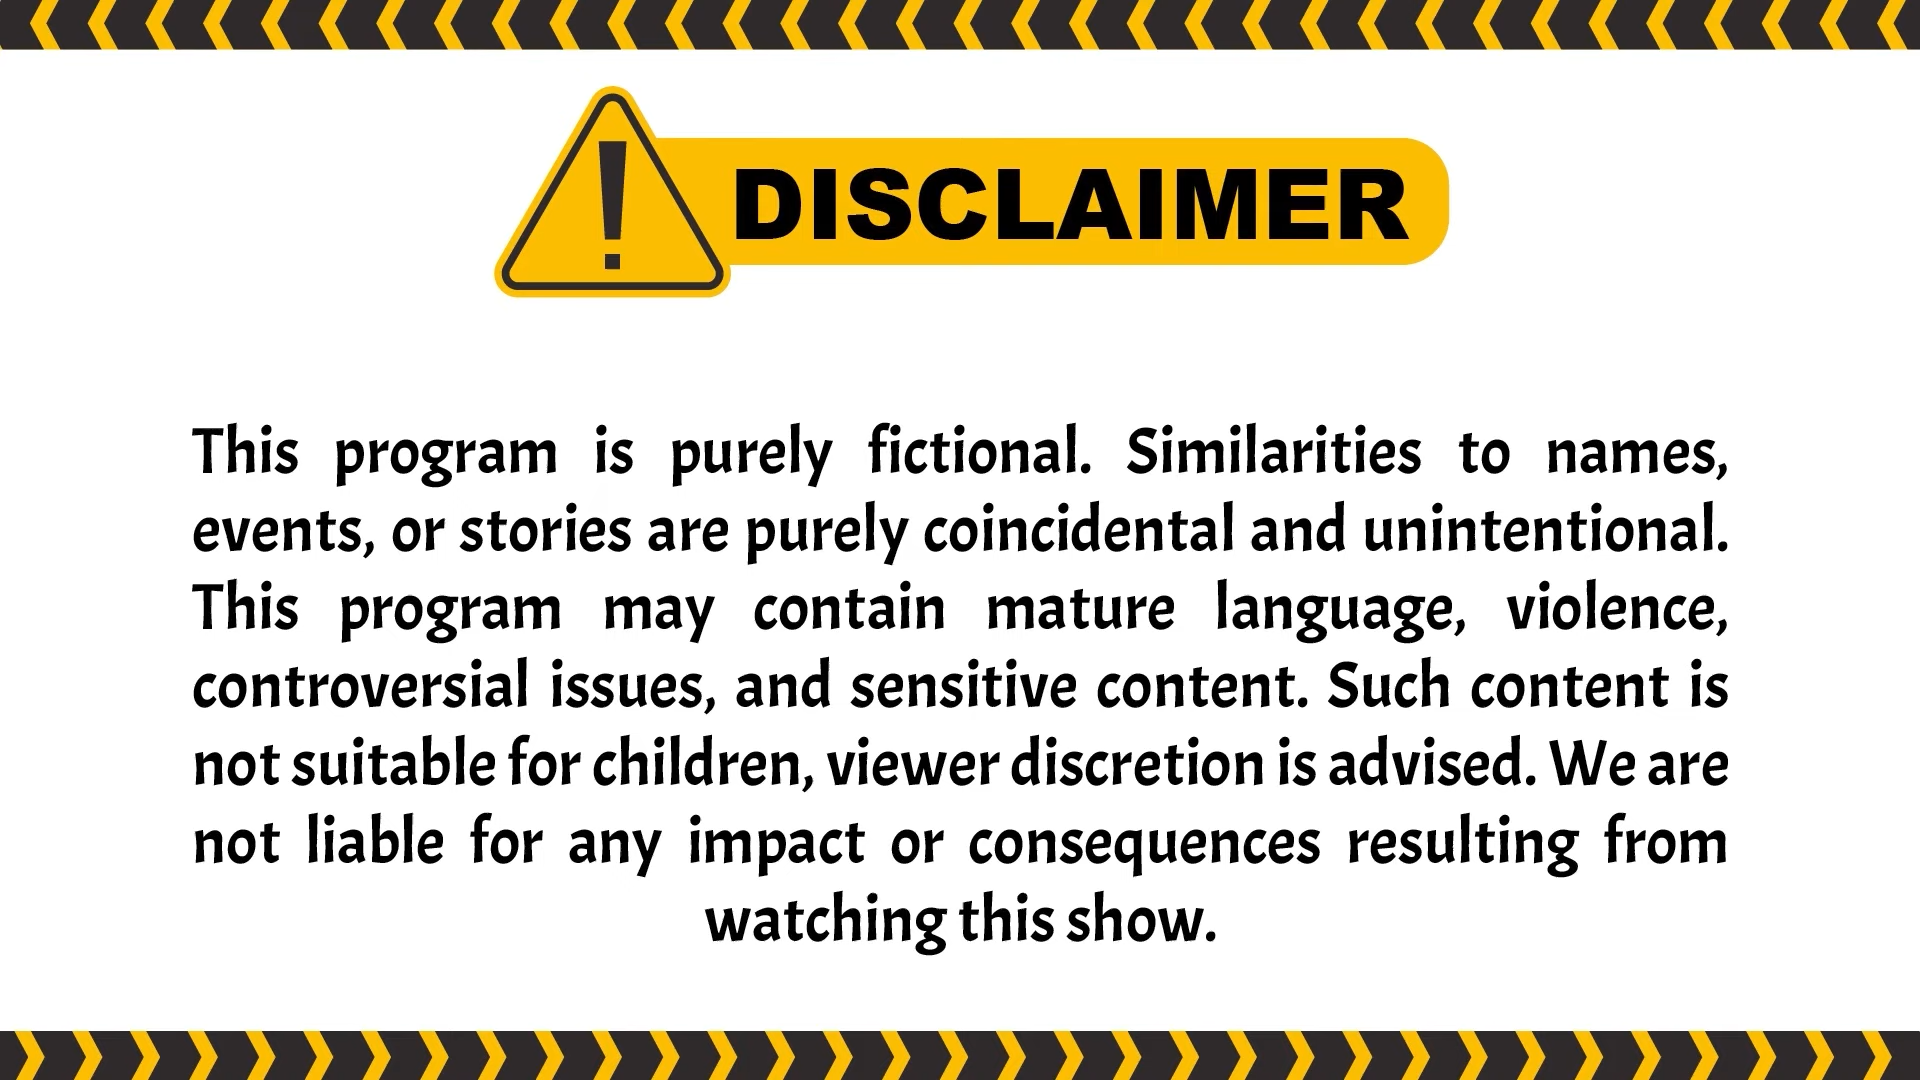 !
DISCLAIMER
This program is purely fictional. Similarities to names,
events, or stories are purely coincidental and unintentional.
This program may contain mature language, violence,
controversial issues, and sensitive content. Such content is
not suitable for children, viewer discretion is advised. We are
not liable for any impact or consequences resulting from
watching this show.